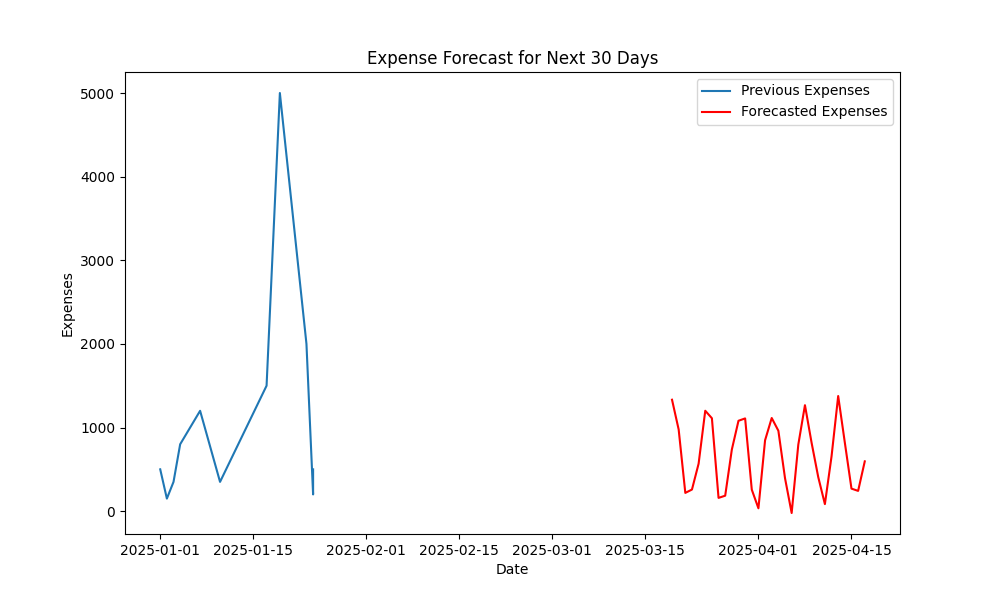 Expense Forecast for Next 30 Days
Previous Expenses
Forecasted Expenses
Expenses
5000
4000
3000
2000
1000
0
2025-01-01 2025-01-15 2025-02-01 2025-02-15 2025-03-01 2025-03-15 2025-04-01 2025-04-15
Date